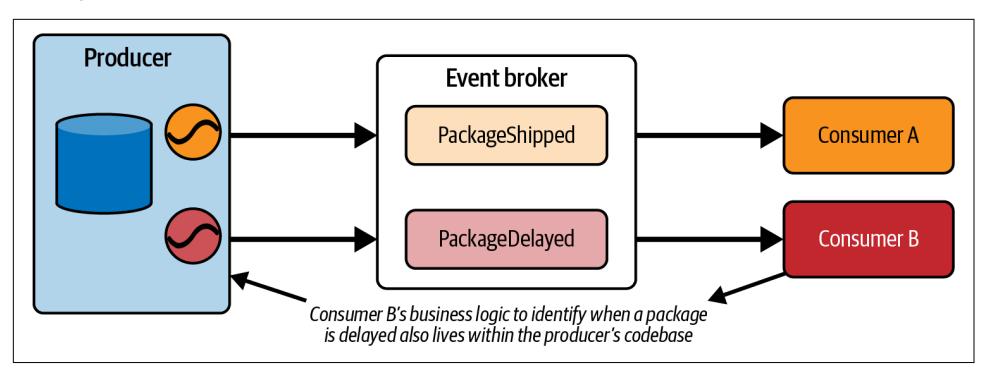 Producer
Event broker
PackageShipped
Consumer A
PackageDelayed
Consumer B
Consumer B's business logic to identify when a package
is delayed also lives within the producer's codebase